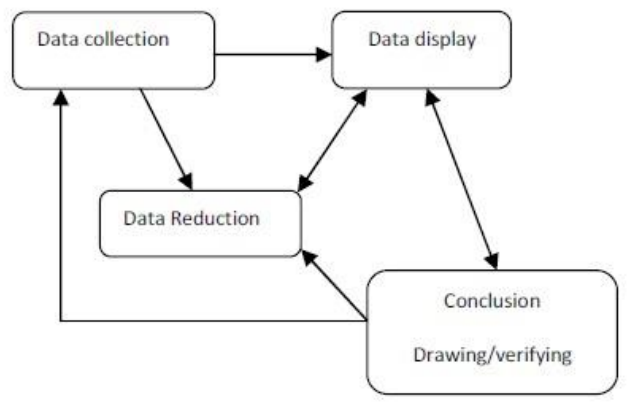 Data collection
Data display
Data Reduction
Conclusion
Drawing/verifying